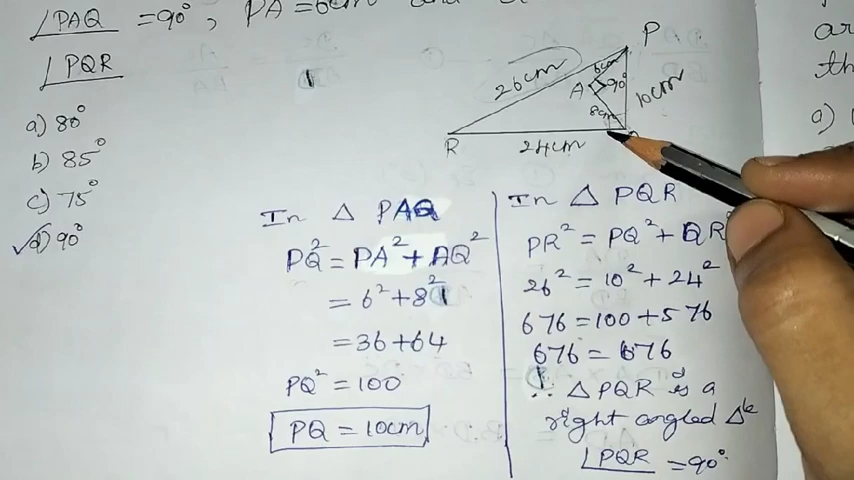 ∠PAQ = 90°, PA = 6cm and
∠PQR
a) 80°
b) 85°
c) 75°
d) 90°
P
26cm
6cm
A
90°
10cm
8cm
R
24cm
In △ PAQ
PQ² = PA² + AQ²
= 6² + 8²
= 36 + 64
PQ² = 100
PQ = 10cm
In △ PQR
PR² = PQ² + QR²
26² = 10² + 24²
676 = 100 + 576
676 = 676
∴ △ PQR is a
right angled △le
∠PQR = 90°
a)